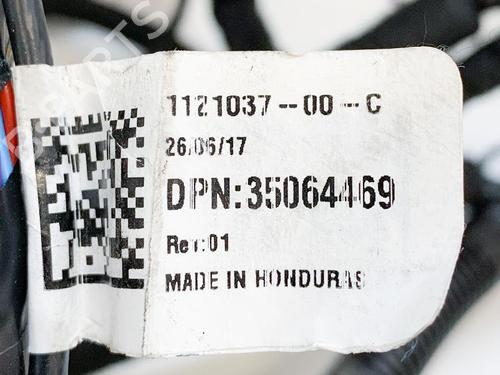 1121037-00-C
26/06/17
DPN:35064469
Rev:01
MADE IN HONDURAS